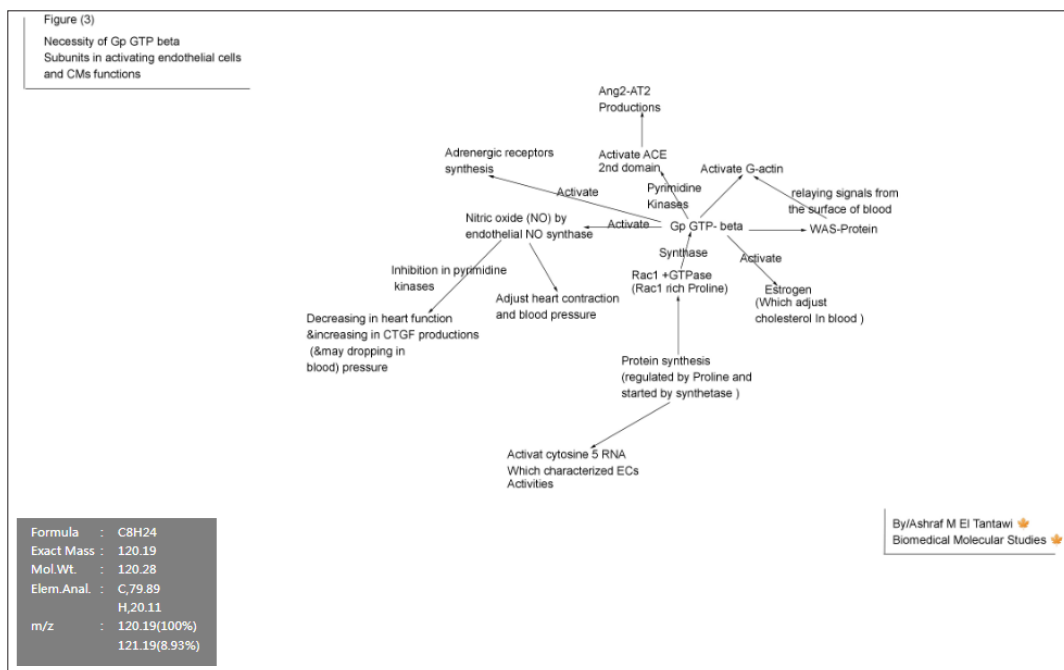 Figure (3)
Necessity of Gp GTP beta
Subunits in activating endothelial cells
and CMs functions
Ang2-AT2
Productions
Adrenergic receptors
synthesis
Activate ACE
2nd domain
Activate G-actin
Activate
Pyrimidine
Kinases
relaying signals from
the surface of blood
Nitric oxide (NO) by
endothelial NO synthase
Activate
Gp GTP- beta
WAS-Protein
Synthase
Activate
Inhibition in pyrimidine
kinases
Rac1 +GTPase
(Rac1 rich Proline)
Adjust heart contraction
and blood pressure
Estrogen
(Which adjust
cholesterol In blood )
Decreasing in heart function
&increasing in CTGF productions
(&may dropping in
blood) pressure
Protein synthesis
(regulated by Proline and
started by synthetase )
Activat cytosine 5 RNA
Which characterized ECs
Activities
Formula : C8H24
Exact Mass : 120.19
Mol.Wt. : 120.28
Elem.Anal. : C,79.89
H,20.11
m/z : 120.19(100%)
121.19(8.93%)
By/Ashraf M El Tantawi
Biomedical Molecular Studies